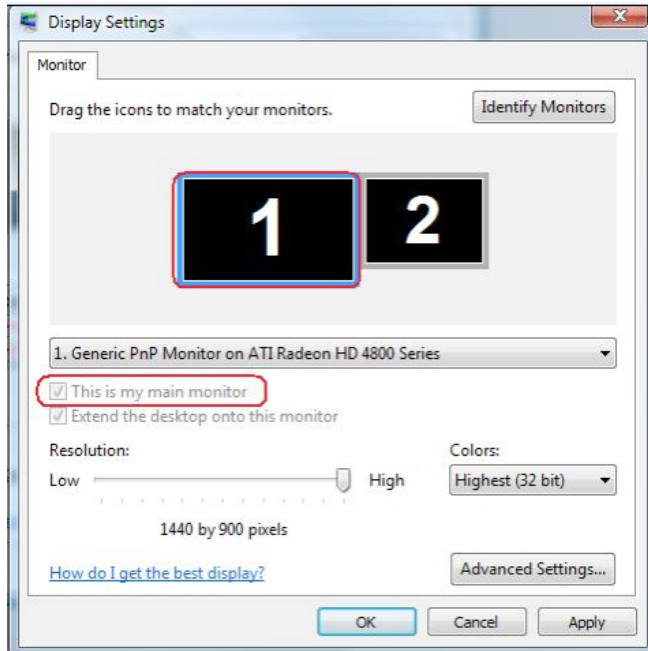 Display Settings
Monitor
Drag the icons to match your monitors.
Identify Monitors
1
2
1. Generic PnP Monitor on ATI Radeon HD 4800 Series
This is my main monitor
Extend the desktop onto this monitor
Resolution:
Colors:
Low
High
Highest (32 bit)
1440 by 900 pixels
How do I get the best display?
Advanced Settings...
OK
Cancel
Apply